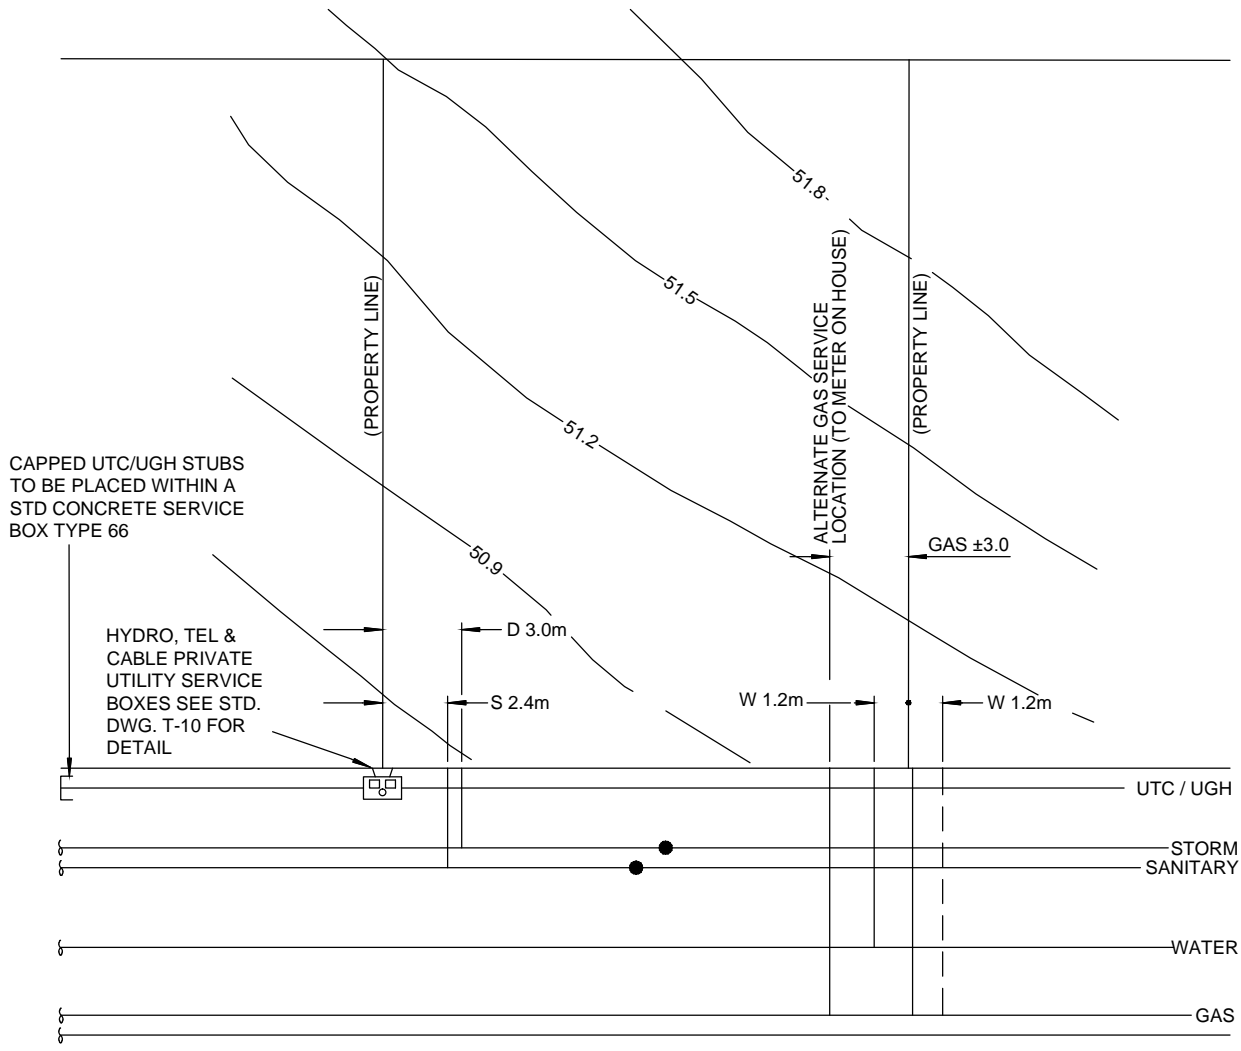 51.8
51.5
51.2
50.9
(PROPERTY LINE)
ALTERNATE GAS SERVICE
LOCATION (TO METER ON HOUSE)
(PROPERTY LINE)
CAPPED UTC/UGH STUBS
TO BE PLACED WITHIN A
STD CONCRETE SERVICE
BOX TYPE 66
GAS ±3.0
HYDRO, TEL &
CABLE PRIVATE
UTILITY SERVICE
BOXES SEE STD.
DWG. T-10 FOR
DETAIL
D 3.0m
S 2.4m
W 1.2m
W 1.2m
UTC / UGH
STORM
SANITARY
WATER
GAS